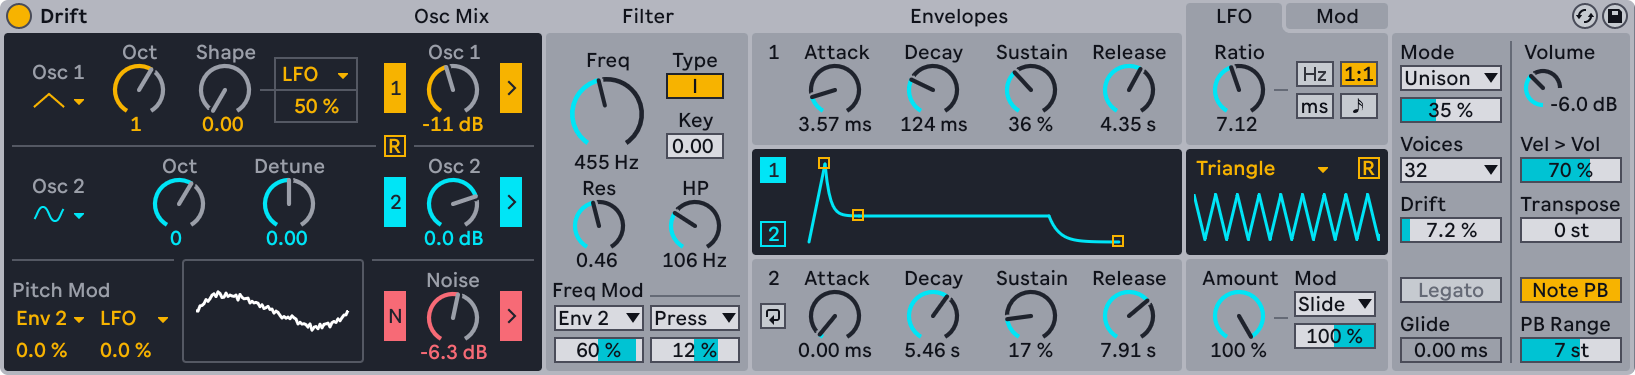 Drift
Osc Mix
Filter
Envelopes
LFO
Mod
Osc 1
Oct
1
Shape
0.00
LFO
50 %
1
Osc 1
-11 dB
>
R
Osc 2
Oct
0
Detune
0.00
2
Osc 2
0.0 dB
>
Pitch Mod
Env 2
LFO
0.0 %
0.0 %
N
Noise
-6.3 dB
>
Freq
455 Hz
Type
I
Key
0.00
Res
0.46
HP
106 Hz
Freq Mod
Env 2
Press
60 %
12 %
1
Attack
3.57 ms
Decay
124 ms
Sustain
36 %
Release
4.35 s
1
2
2
Attack
0.00 ms
Decay
5.46 s
Sustain
17 %
Release
7.91 s
Ratio
7.12
Hz
1:1
ms
Triangle
R
Amount
100 %
Mod
Slide
100 %
Mode
Unison
35 %
Voices
32
Drift
7.2 %
Legato
Glide
0.00 ms
Volume
-6.0 dB
Vel > Vol
70 %
Transpose
0 st
Note PB
PB Range
7 st